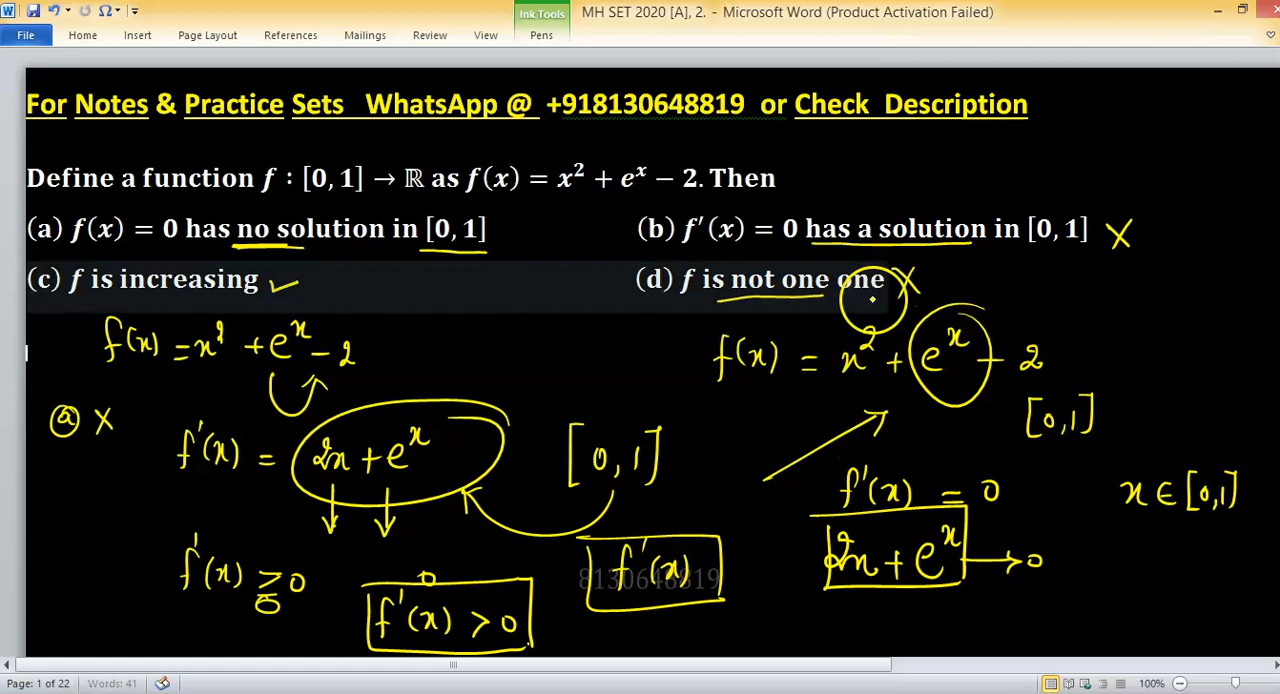 Ink Tools
MH SET 2020 [A], 2. - Microsoft Word (Product Activation Failed)
File Home Insert Page Layout References Mailings Review View Pens
For Notes & Practice Sets WhatsApp @ +918130648819 or Check Description
Define a function f : [0, 1] → ℝ as f(x) = x² + eˣ − 2. Then
(a) f(x) = 0 has no solution in [0, 1] (b) f′(x) = 0 has a solution in [0, 1] X
(c) f is increasing ✓ (d) f is not one one X
f(x) = x² + eˣ − 2 f(x) = x² + eˣ − 2
[0,1]
(a) X f'(x) = 2x + eˣ [0,1]
f'(x) = 0 x ∈ [0,1]
f'(x) ≥ 0 f'(x) 2x + eˣ → 0
0
8130648819
f'(x) > 0
Page: 1 of 22 Words: 41 100%